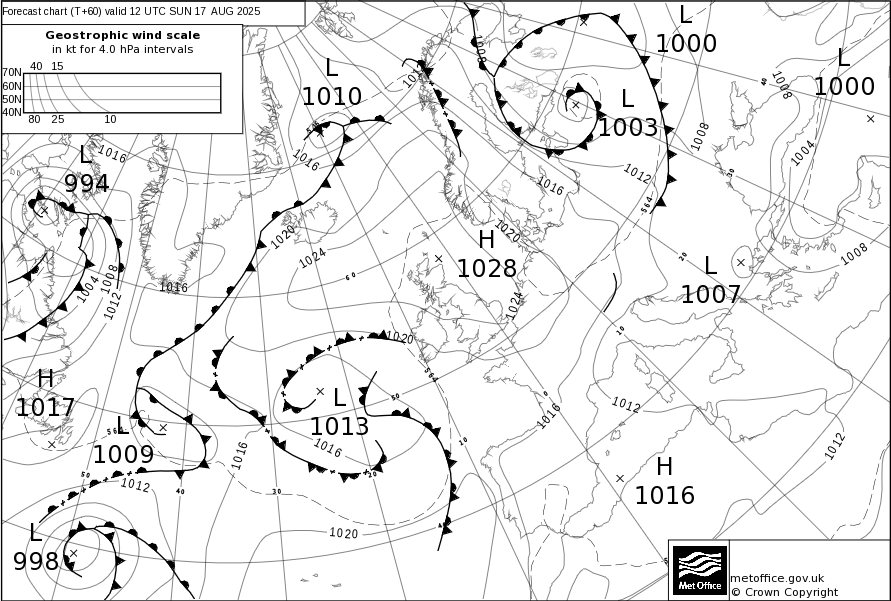 Forecast chart (T+60) valid 12 UTC SUN 17 AUG 2025
Geostrophic wind scale
in kt for 4.0 hPa intervals
40 15
70N
60N
50N
40N
80 25 10
L
1000
L
1000
L
1010
L
1003
L
994
H
1028
L
1007
H
1017
L
1013
L
1009
H
1016
L
998
1008
1016
1016
1008
1008
1004
1012
1016
564
30
1020
1020
1024
1024
1008
1004
1008
1012
1016
60
20
10
1020
564
50
0
1012
1016
1012
564
1016
1016
10
50
1012
40
30
20
1020
40
metoffice.gov.uk
© Crown Copyright
Met Office